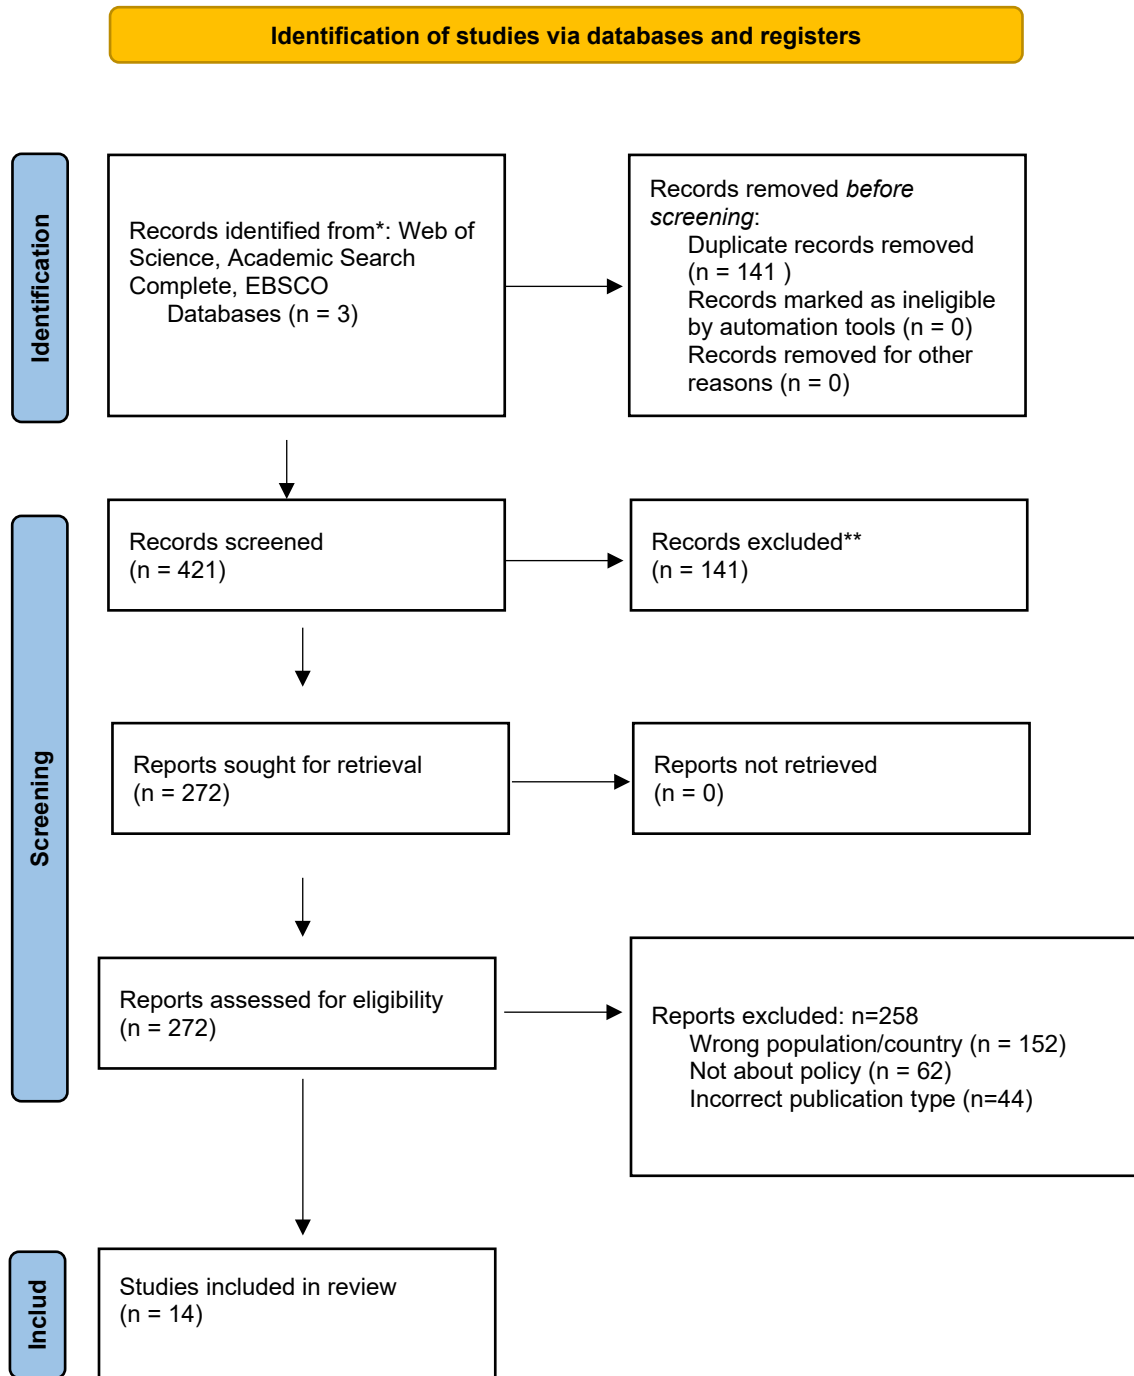 Identification of studies via databases and registers
Identification
Records identified from*: Web of
Science, Academic Search
Complete, EBSCO
Databases (n = 3)
Records removed before
screening:
Duplicate records removed
(n = 141 )
Records marked as ineligible
by automation tools (n = 0)
Records removed for other
reasons (n = 0)
Screening
Records screened
(n = 421)
Records excluded**
(n = 141)
Reports sought for retrieval
(n = 272)
Reports not retrieved
(n = 0)
Reports assessed for eligibility
(n = 272)
Reports excluded: n=258
Wrong population/country (n = 152)
Not about policy (n = 62)
Incorrect publication type (n=44)
Includ
Studies included in review
(n = 14)